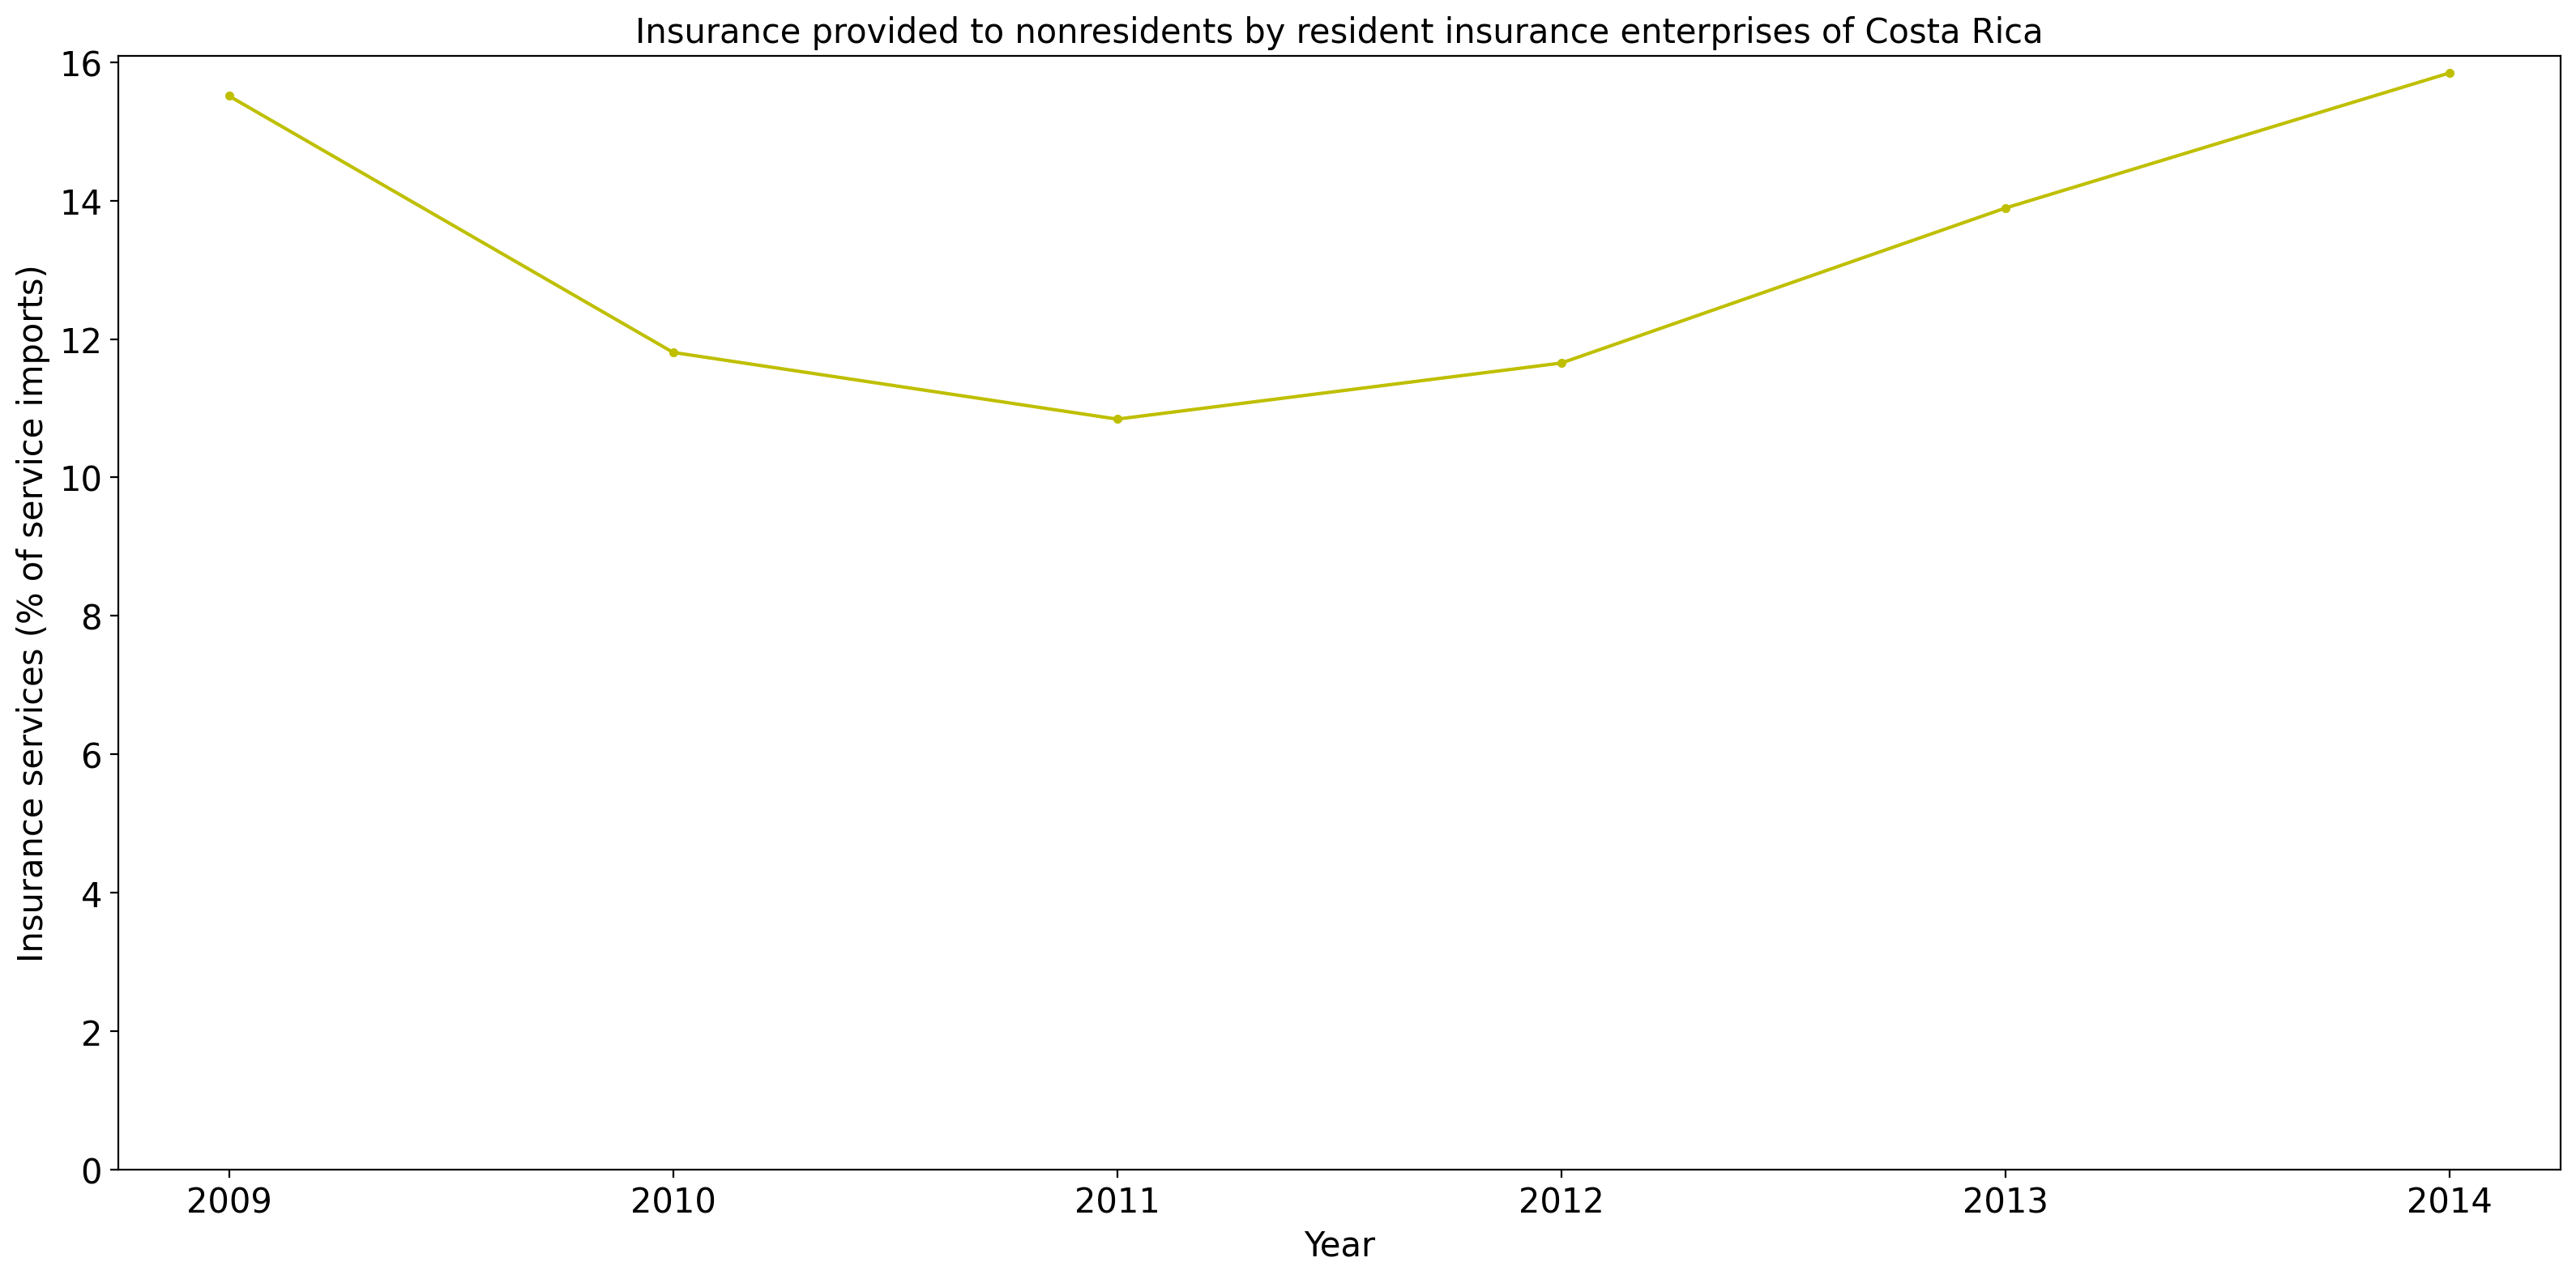 Insurance provided to nonresidents by resident insurance enterprises of Costa Rica
Insurance services (% of service imports)
16
14
12
10
8
6
4
2
0
2009 2010 2011 2012 2013 2014
Year